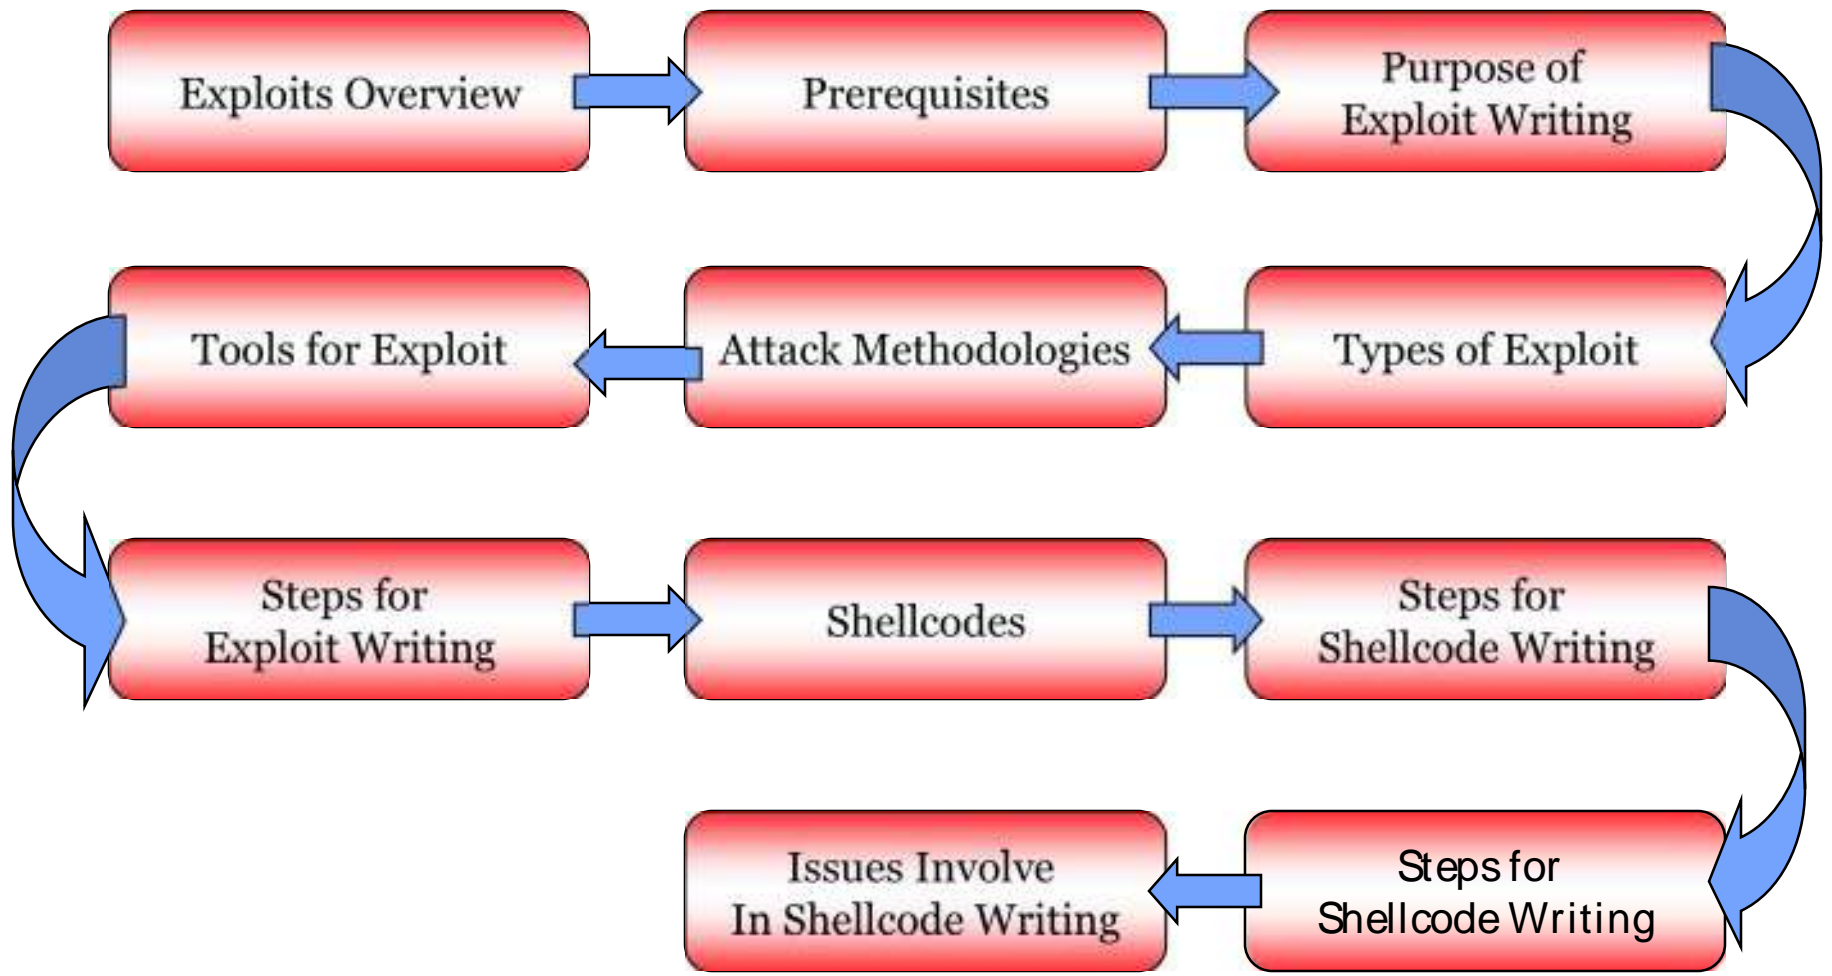 Exploits Overview
Prerequisites
Purpose of
Exploit Writing
Types of Exploit
Attack Methodologies
Tools for Exploit
Steps for
Exploit Writing
Shellcodes
Steps for
Shellcode Writing
Steps for
Shellcode Writing
Issues Involve
In Shellcode Writing